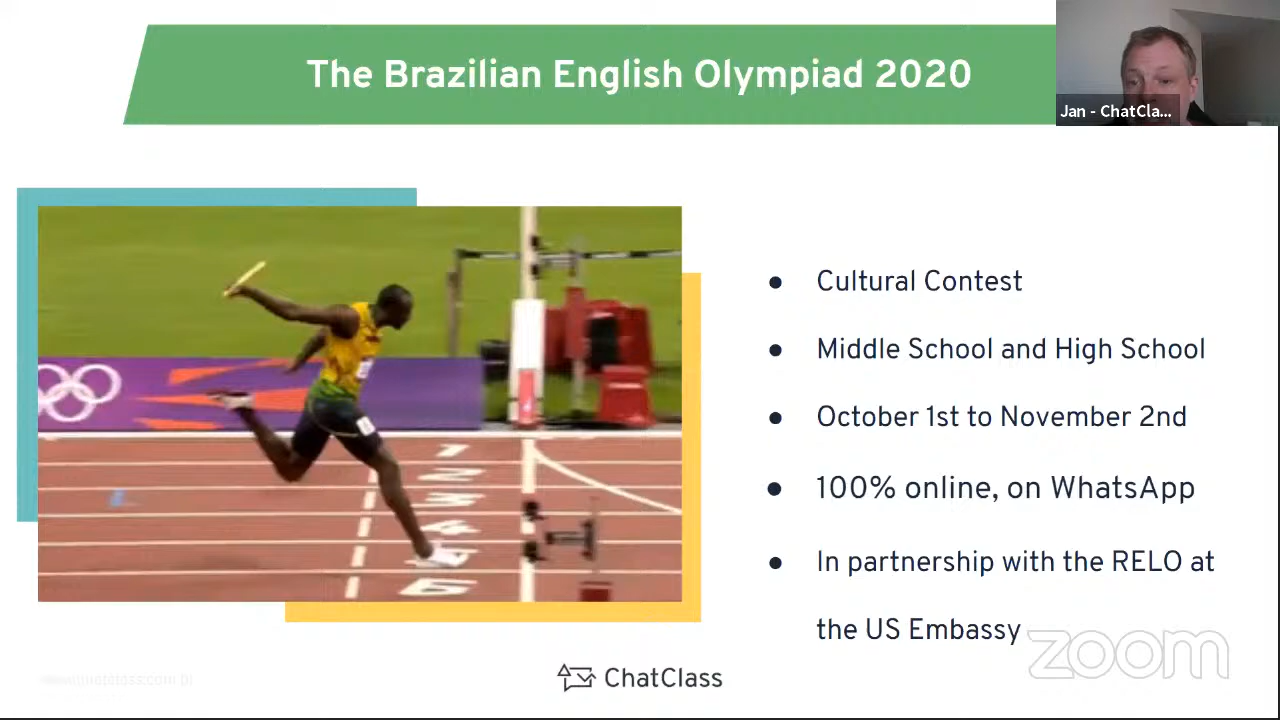 The Brazilian English Olympiad 2020
Jan - ChatCla...
Cultural Contest
Middle School and High School
October 1st to November 2nd
100% online, on WhatsApp
In partnership with the RELO at
the US Embassy
zoom
ChatClass